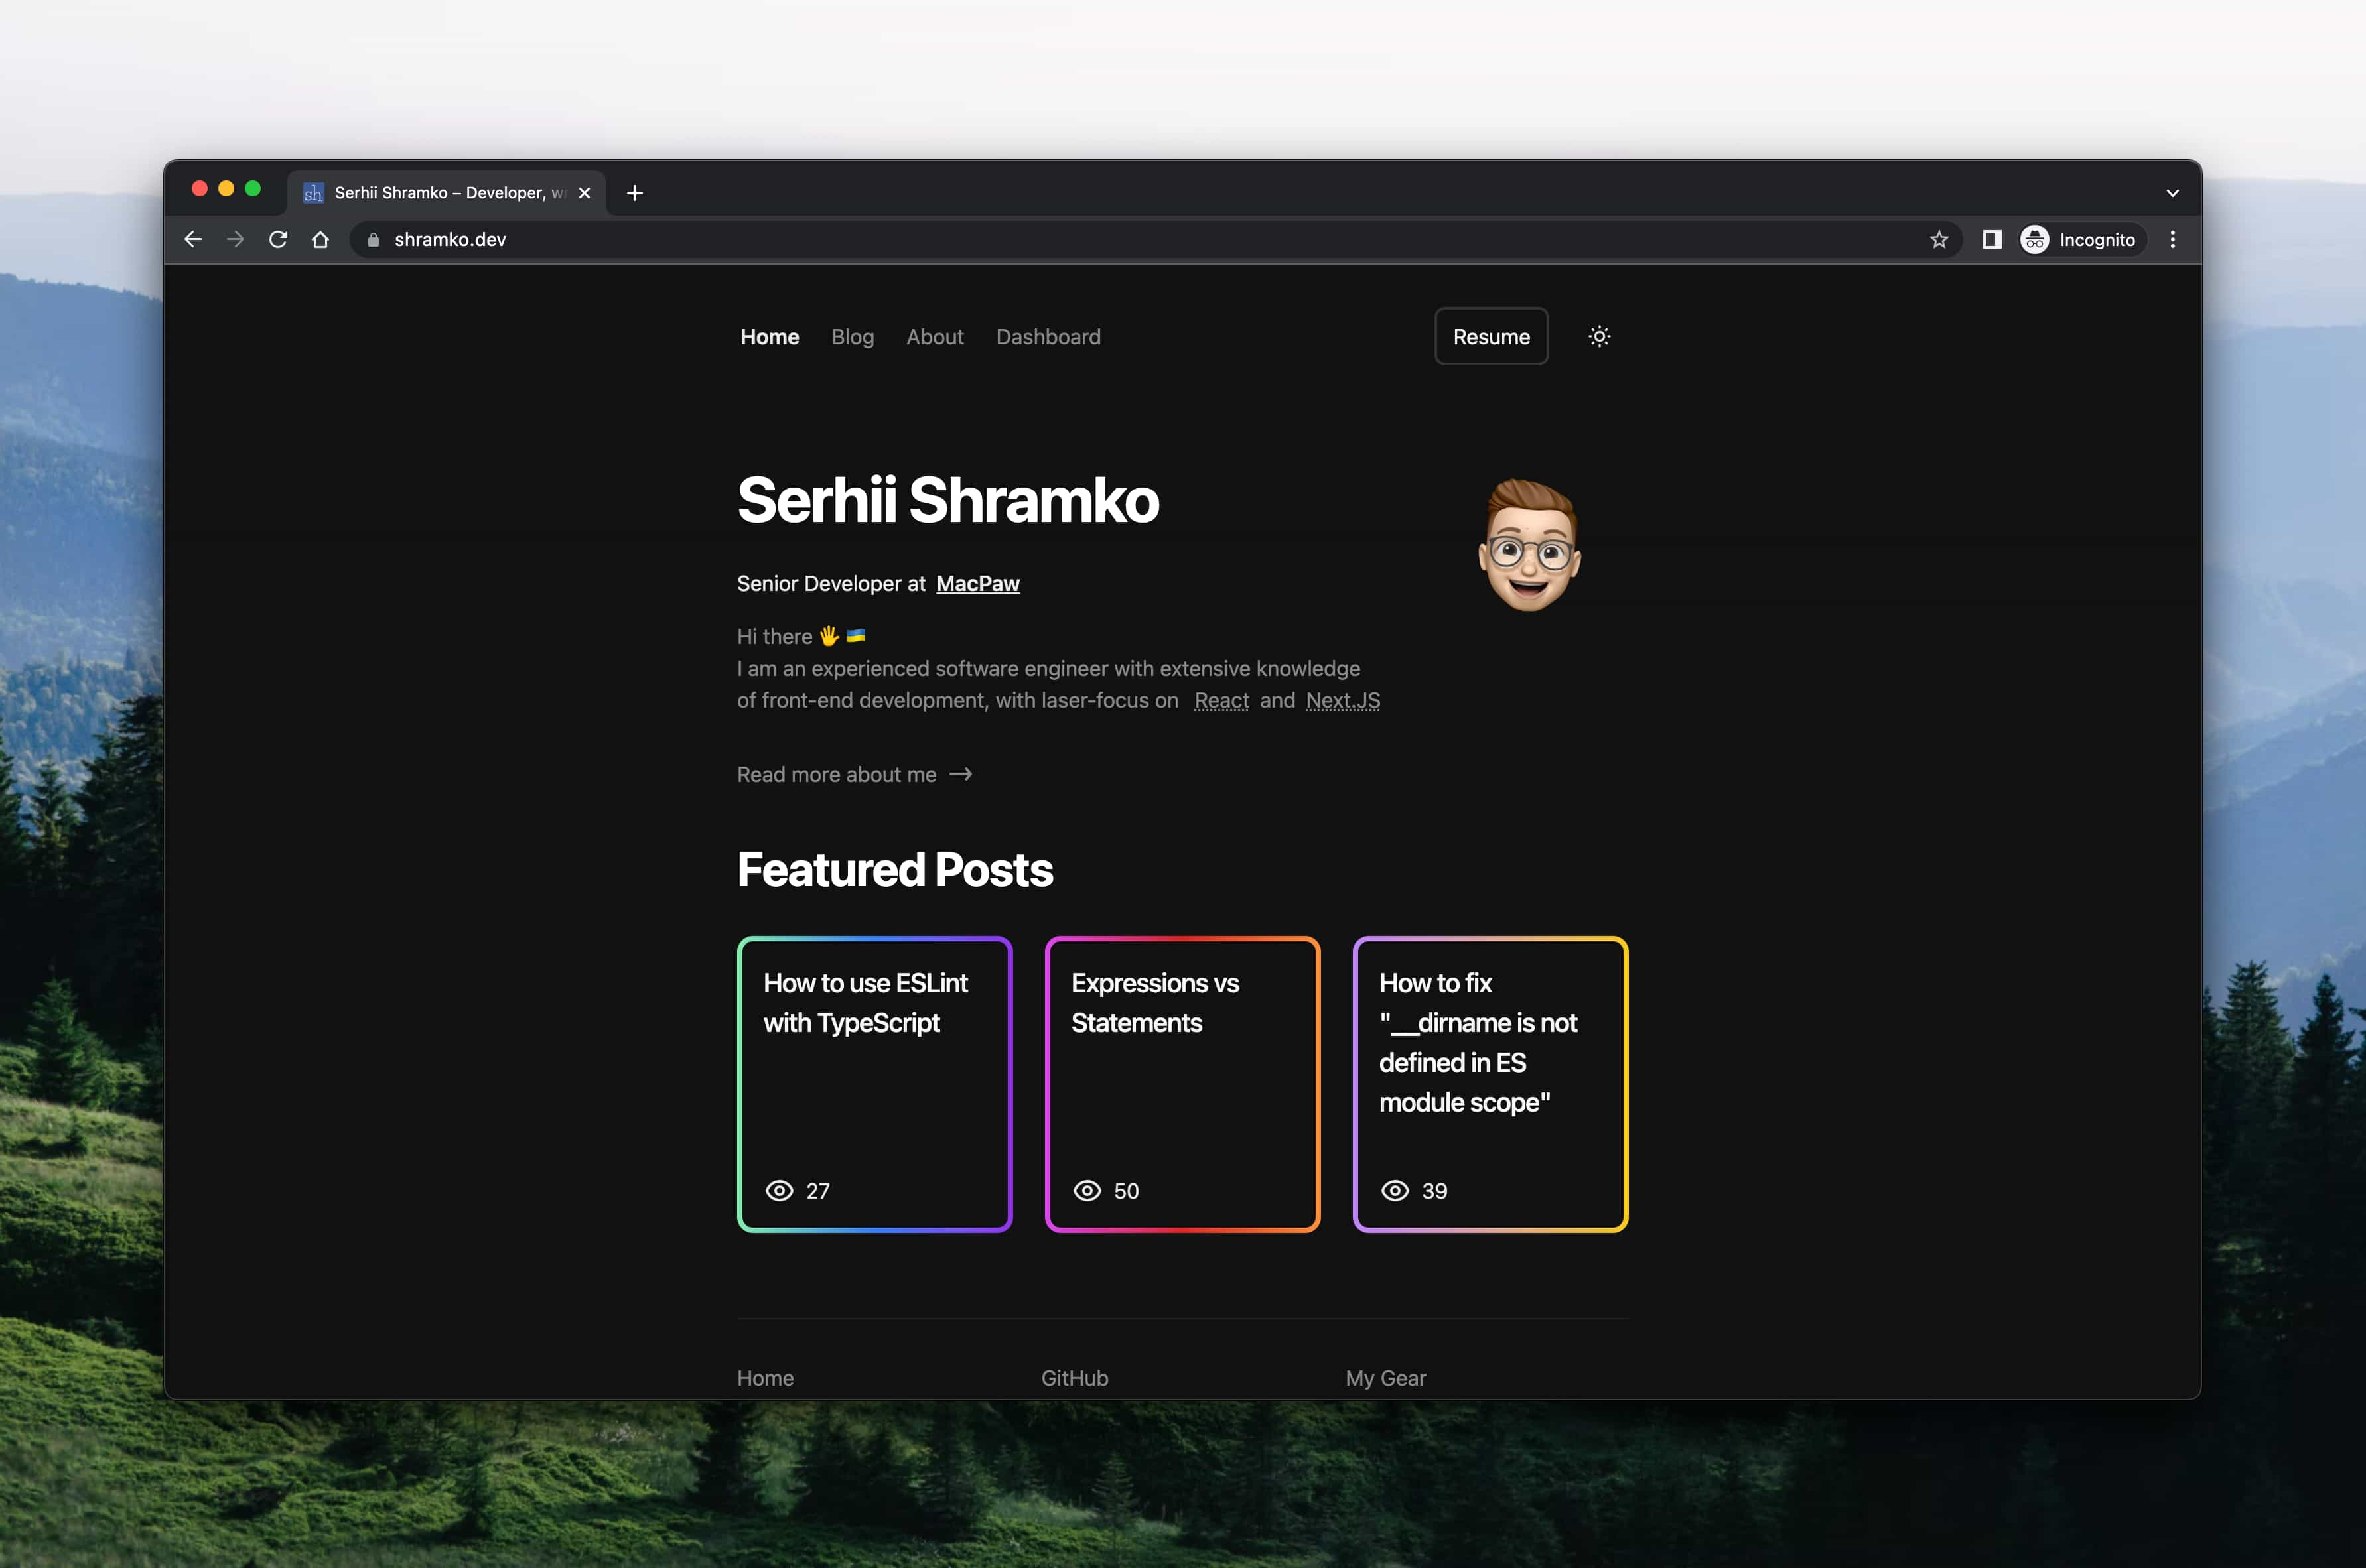 sh
Serhii Shramko – Developer, w
shramko.dev
Incognito
Home
Blog
About
Dashboard
Resume
Serhii Shramko
Senior Developer at MacPaw
Hi there 🖐 🇺🇦
I am an experienced software engineer with extensive knowledge
of front-end development, with laser-focus on React and Next.JS
Read more about me →
Featured Posts
How to use ESLint
with TypeScript
27
Expressions vs
Statements
50
How to fix
"__dirname is not
defined in ES
module scope"
39
Home
GitHub
My Gear